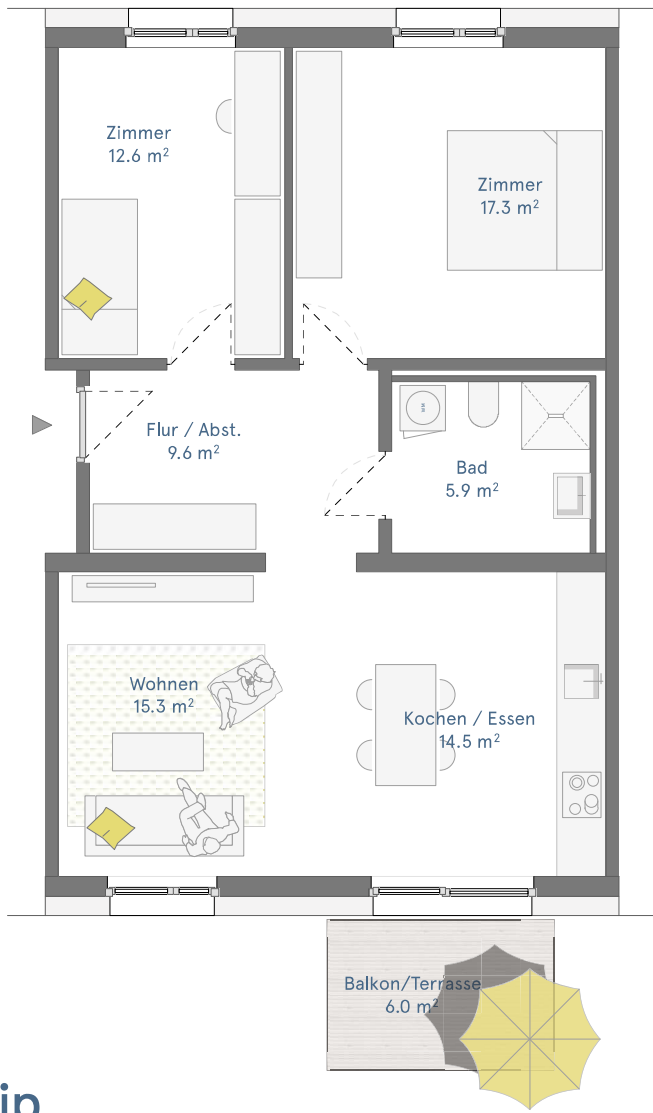 Zimmer
12.6 m²
Zimmer
17.3 m²
Flur / Abst.
9.6 m²
Bad
5.9 m²
Wohnen
15.3 m²
Kochen / Essen
14.5 m²
Balkon/Terrasse
6.0 m²